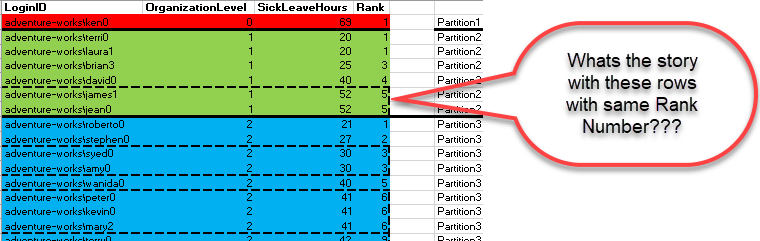 LoginID OrganizationLevel SickLeaveHours Rank
adventure-works\ken0 0 69 1 Partition1
adventure-works\terri0 1 20 1 Partition2
adventure-works\laura1 1 20 1 Partition2
adventure-works\brian3 1 25 3 Partition2
adventure-works\david0 1 40 4 Partition2
adventure-works\james1 1 52 5 Partition2
adventure-works\jean0 1 52 5 Partition2
adventure-works\roberto0 2 21 1 Partition3
adventure-works\stephen0 2 27 2 Partition3
adventure-works\syed0 2 30 3 Partition3
adventure-works\amy0 2 30 3 Partition3
adventure-works\wanida0 2 40 5 Partition3
adventure-works\peter0 2 41 6 Partition3
adventure-works\kevin0 2 41 6 Partition3
adventure-works\mary2 2 41 6 Partition3
2 42 9 Partition3
Whats the story
with these rows
with same Rank
Number???